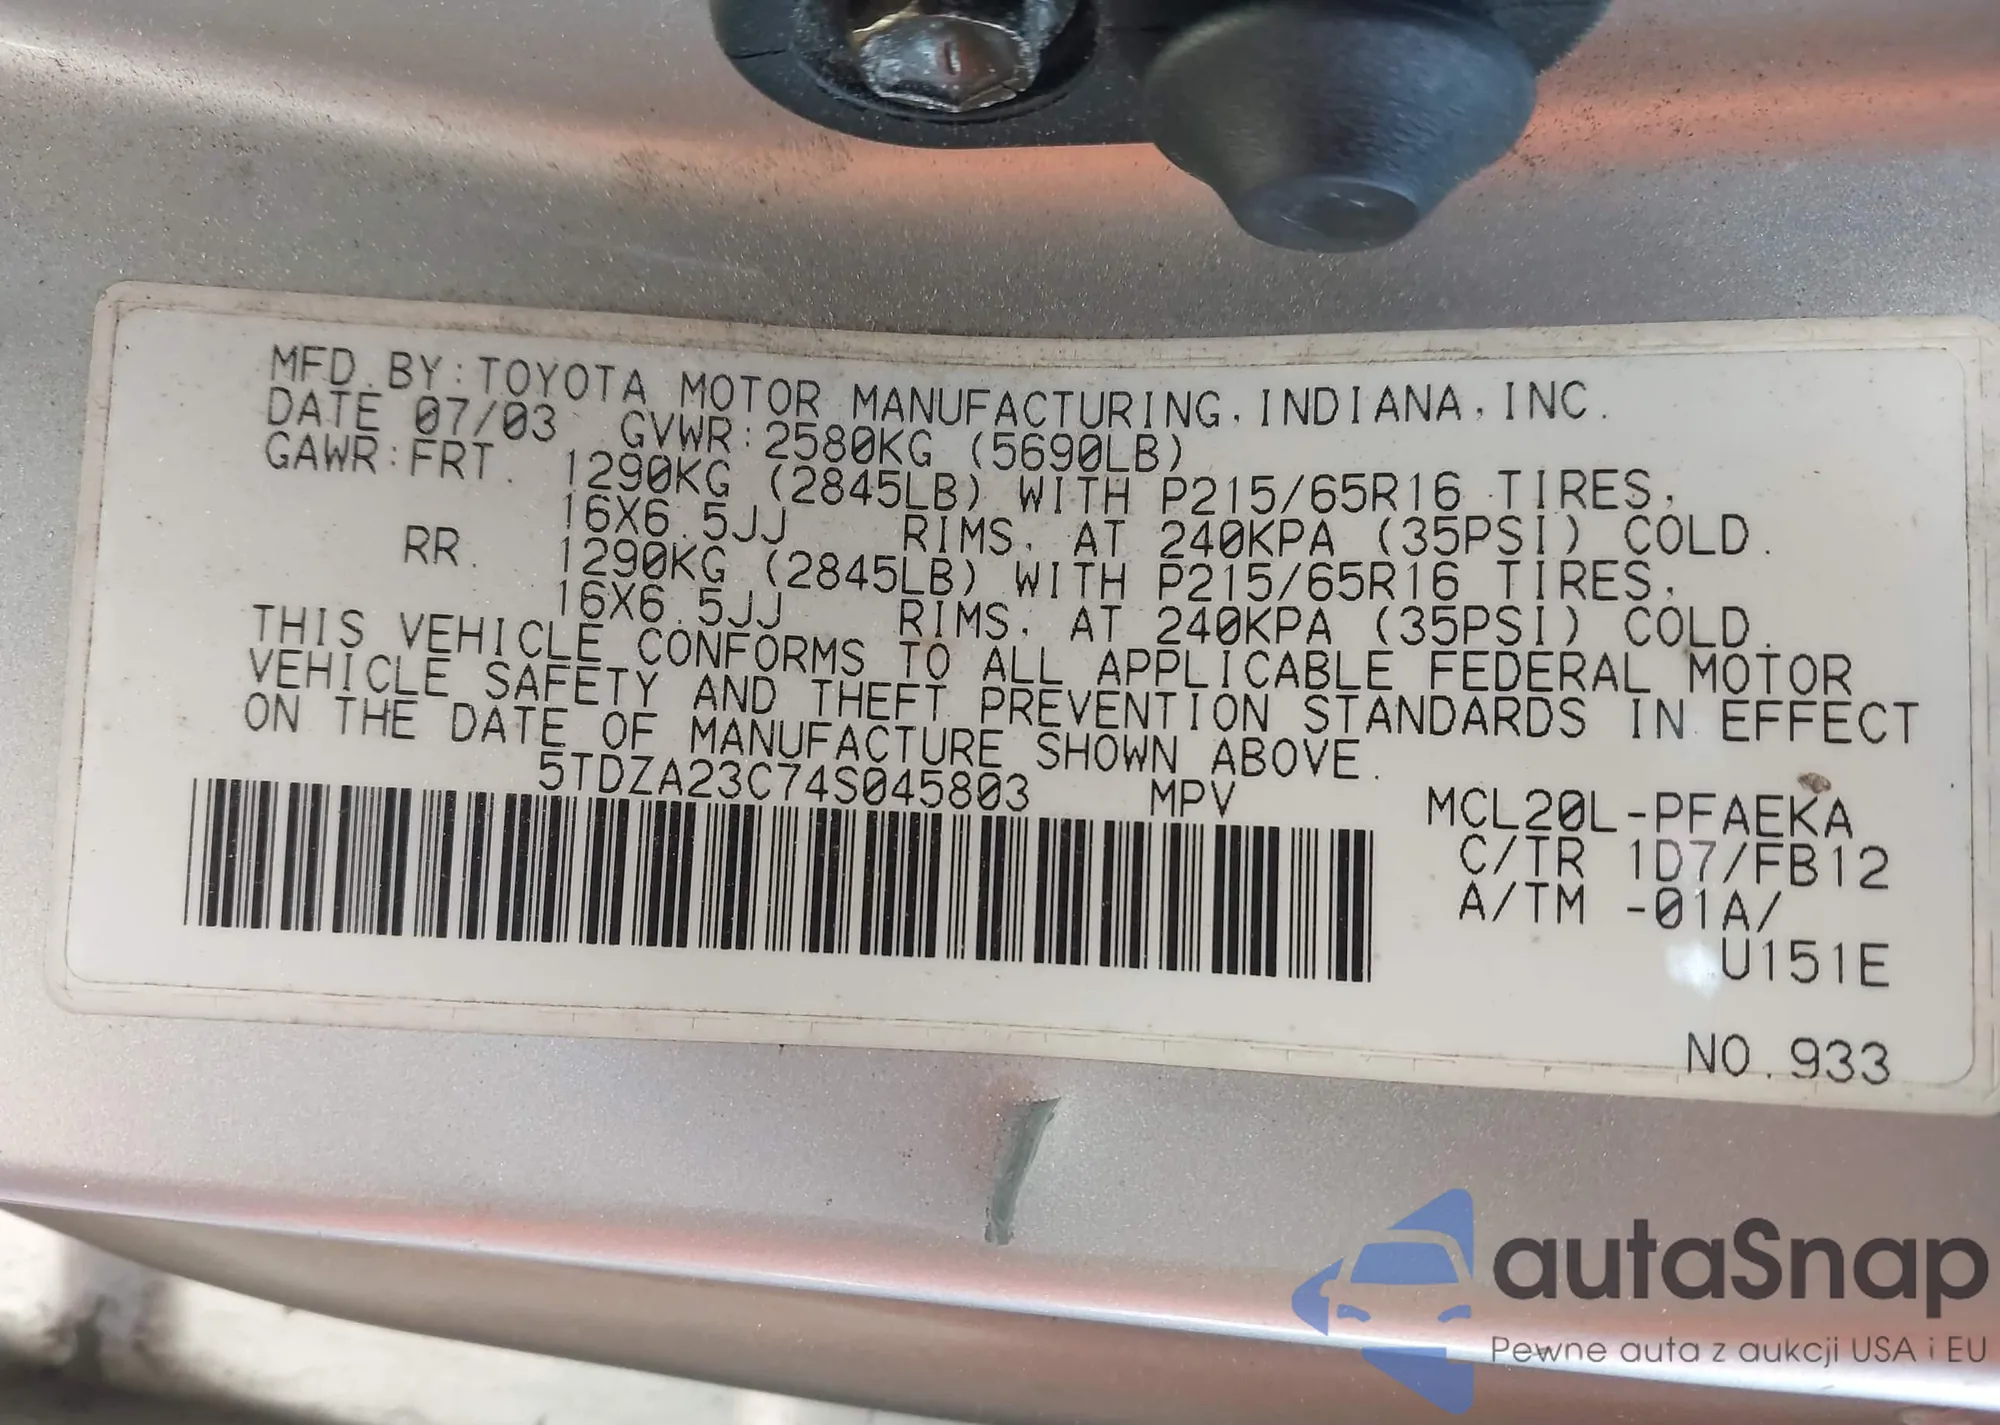 MFD.BY:TOYOTA MOTOR MANUFACTURING,INDIANA,INC.
DATE 07/03 GVWR:2580KG (5690LB)
GAWR:FRT. 1290KG (2845LB) WITH P215/65R16 TIRES,
16X6.5JJ RIMS, AT 240KPA (35PSI) COLD.
RR. 1290KG (2845LB) WITH P215/65R16 TIRES,
16X6.5JJ RIMS, AT 240KPA (35PSI) COLD.
THIS VEHICLE CONFORMS TO ALL APPLICABLE FEDERAL MOTOR
VEHICLE SAFETY AND THEFT PREVENTION STANDARDS IN EFFECT
ON THE DATE OF MANUFACTURE SHOWN ABOVE.
5TDZA23C74S045803 MPV
MCL20L-PFAEKA
C/TR 1D7/FB12
A/TM -01A/
U151E
NO.933
autaSnap
Pewne auta z aukcji USA i EU